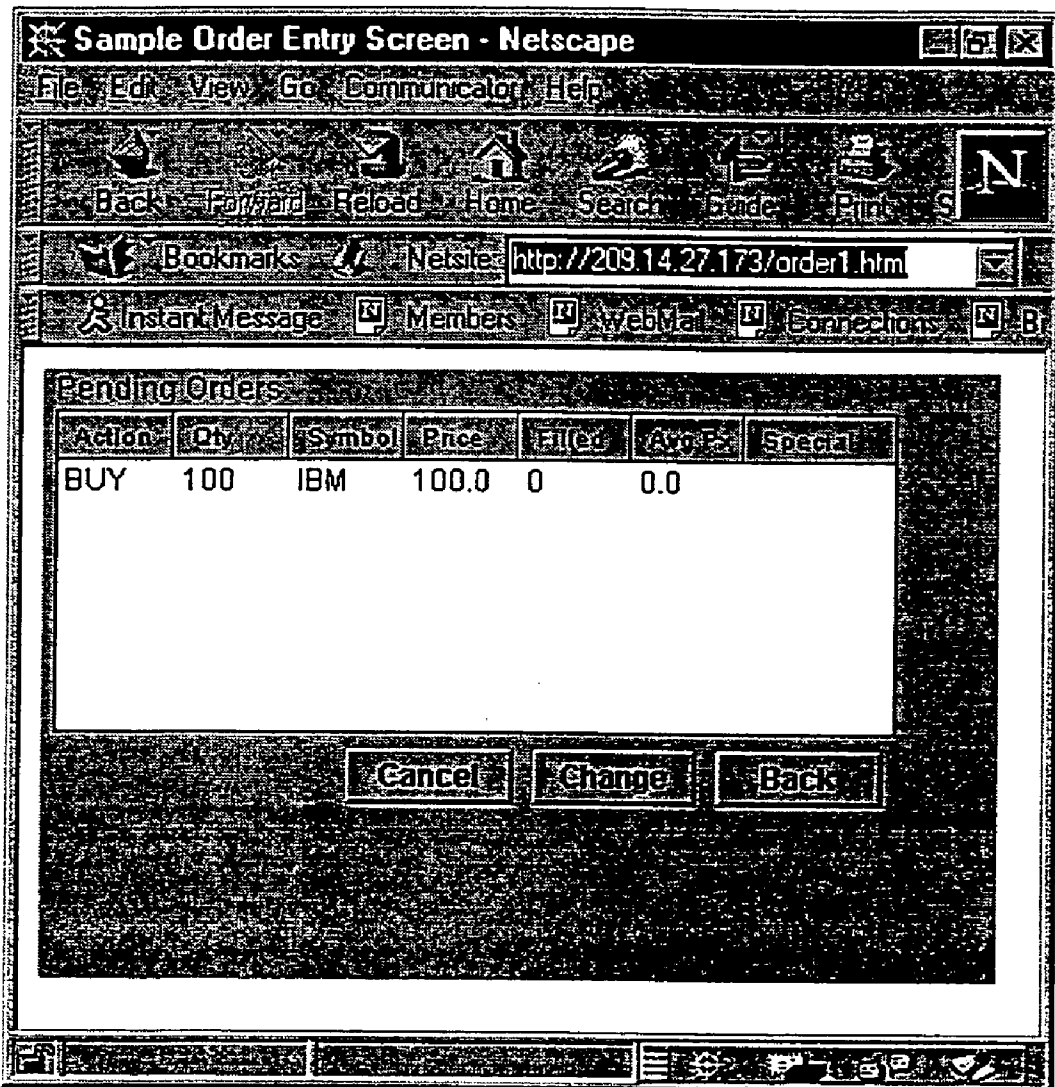 Sample Order Entry Screen - Netscape
File Edit View Go Communicator Help
Back Forward Reload Home Search Guide Print S N
Bookmarks Netsite: http://209.14.27.173/order1.html
Instant Message Members WebMail Connections Bi
Pending Orders
Action Qty Symbol Price Filled Avg Px Special
BUY 100 IBM 100.0 0 0.0
Cancel Change Back